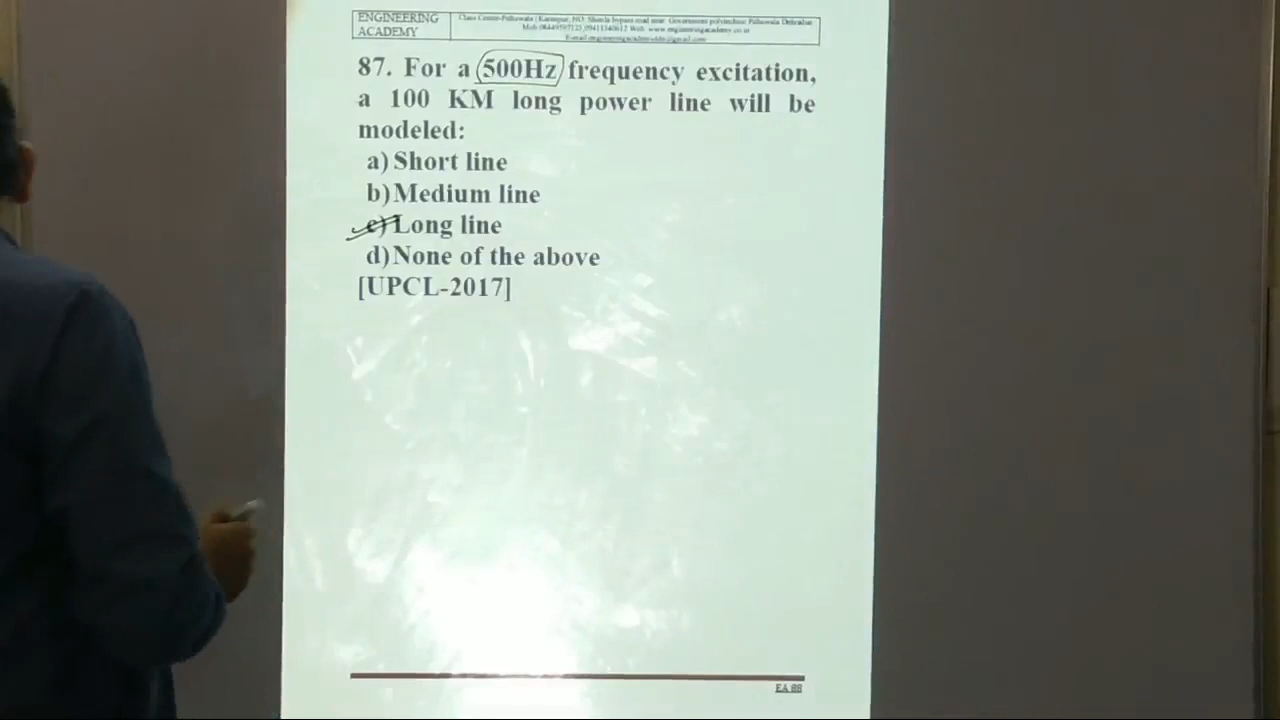 ENGINEERING
ACADEMY
87. For a 500Hz frequency excitation,
a 100 KM long power line will be
modeled:
a) Short line
b) Medium line
c) Long line
d) None of the above
[UPCL-2017]
EA 88